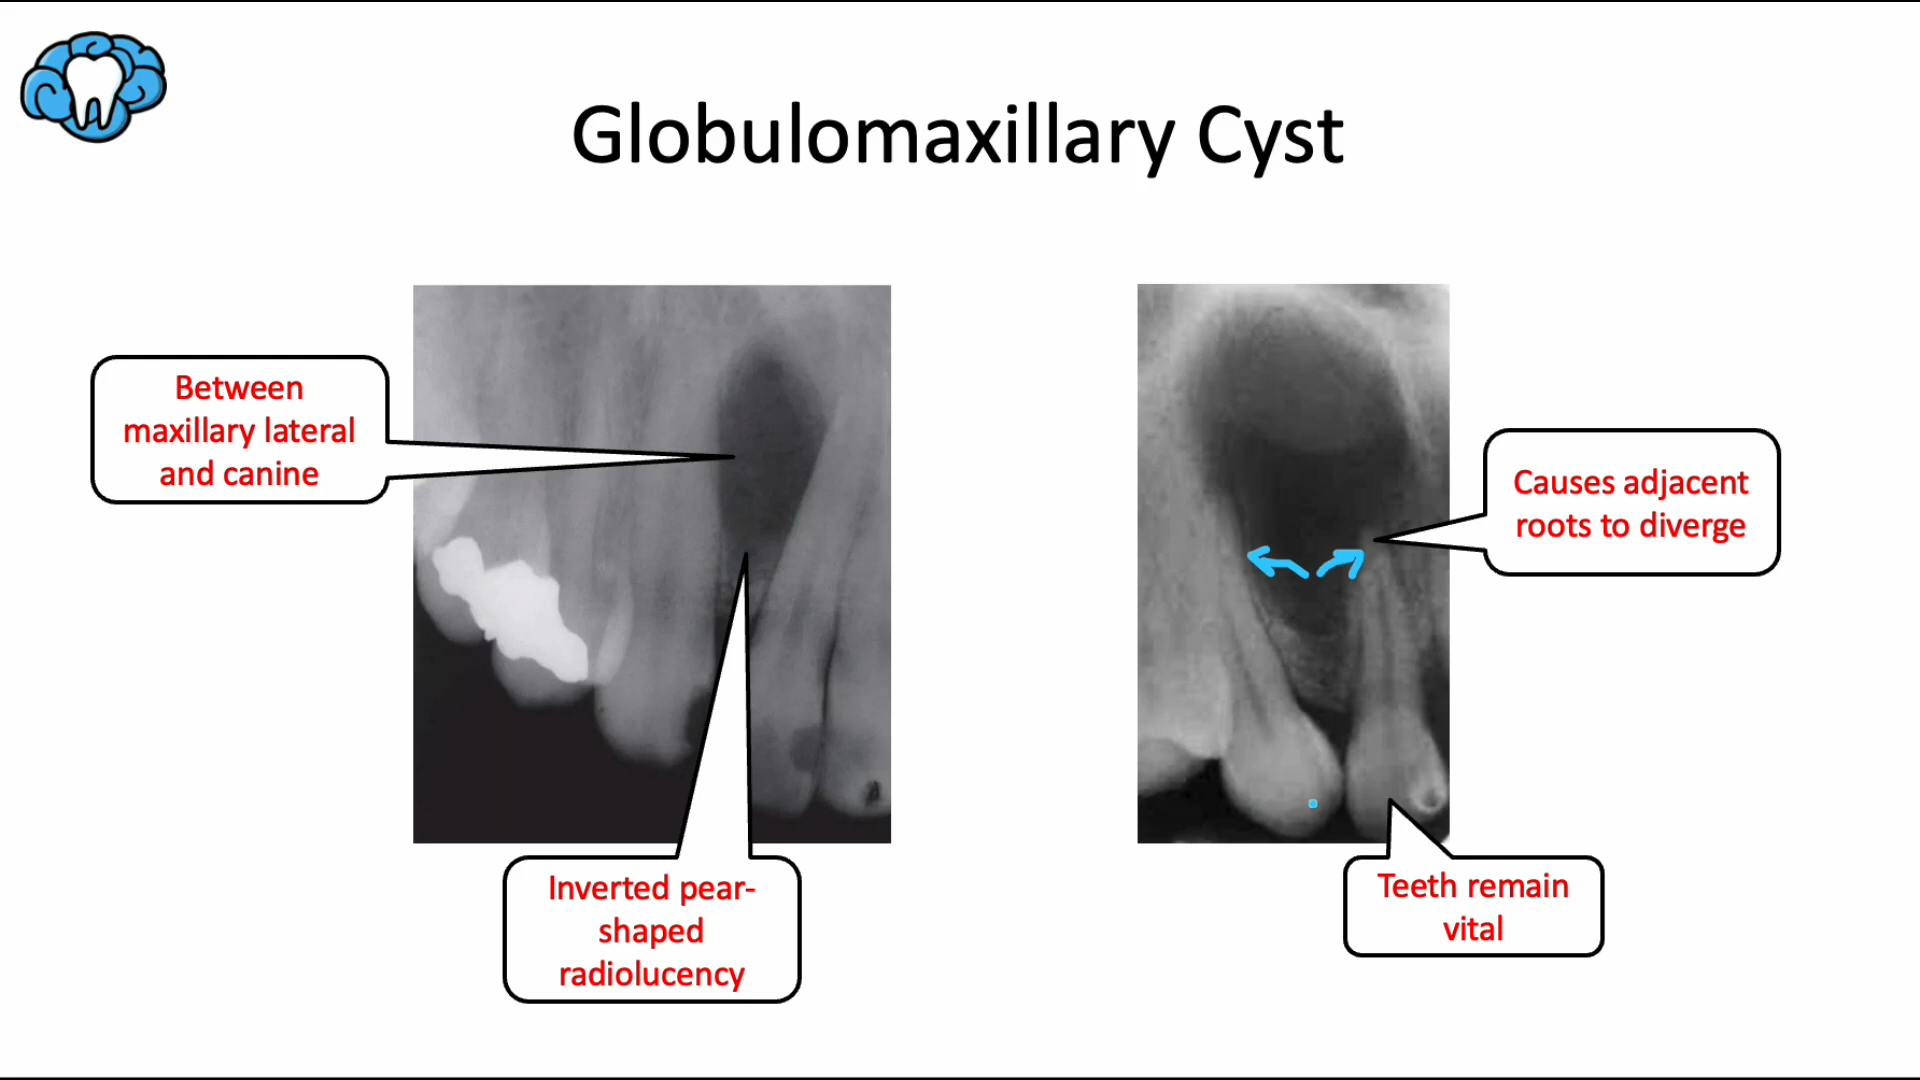 Globulomaxillary Cyst
Between
maxillary lateral
and canine
Causes adjacent
roots to diverge
Inverted pear-
shaped
radiolucency
Teeth remain
vital